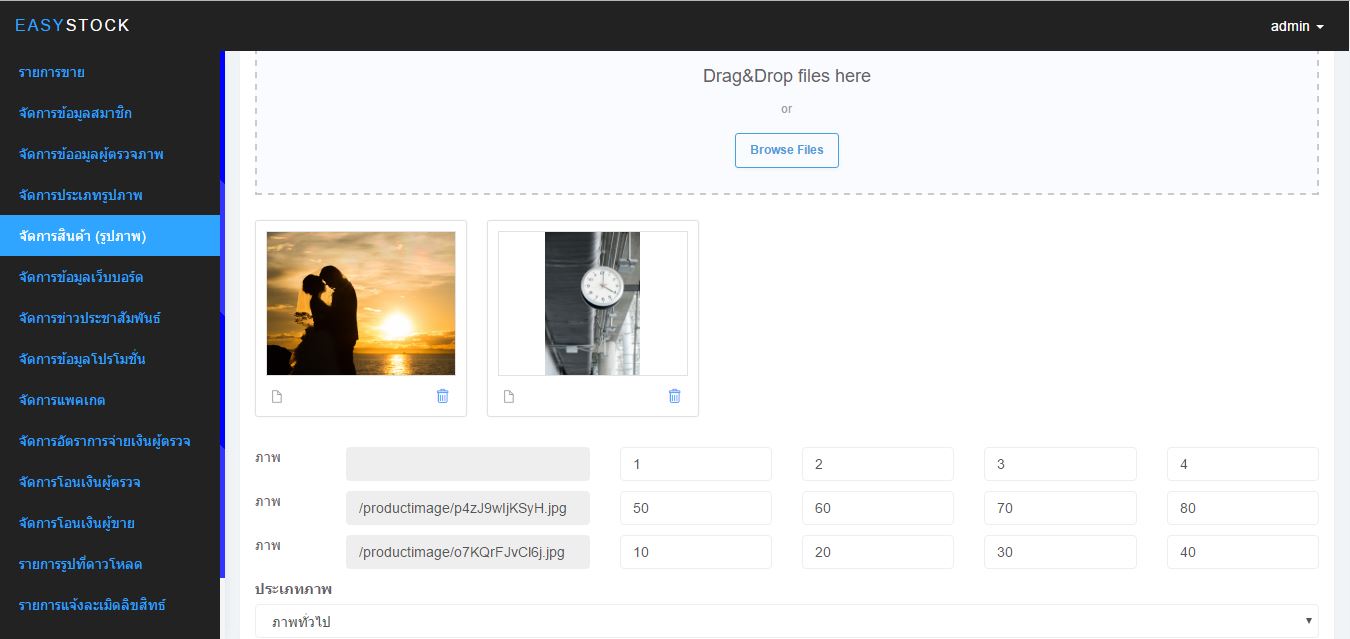 EASYSTOCK
admin
รายการขาย
จัดการข้อมูลสมาชิก
จัดการข้ออมูลผู้ตรวจภาพ
จัดการประเภทรูปภาพ
จัดการสินค้า (รูปภาพ)
จัดการข้อมูลเว็บบอร์ด
จัดการข่าวประชาสัมพันธ์
จัดการข้อมูลโปรโมชั่น
จัดการแพคเกต
จัดการอัตราการจ่ายเงินผู้ตรวจ
จัดการโอนเงินผู้ตรวจ
จัดการโอนเงินผู้ขาย
รายการรูปที่ดาวโหลด
รายการแจ้งละเมิดลิขสิทธ์
Drag&Drop files here
or
Browse Files
ภาพ 1 2 3 4
ภาพ /productimage/p4zJ9wIjKSyH.jpg 50 60 70 80
ภาพ /productimage/o7KQrFJvCl6j.jpg 10 20 30 40
ประเภทภาพ
ภาพทั่วไป